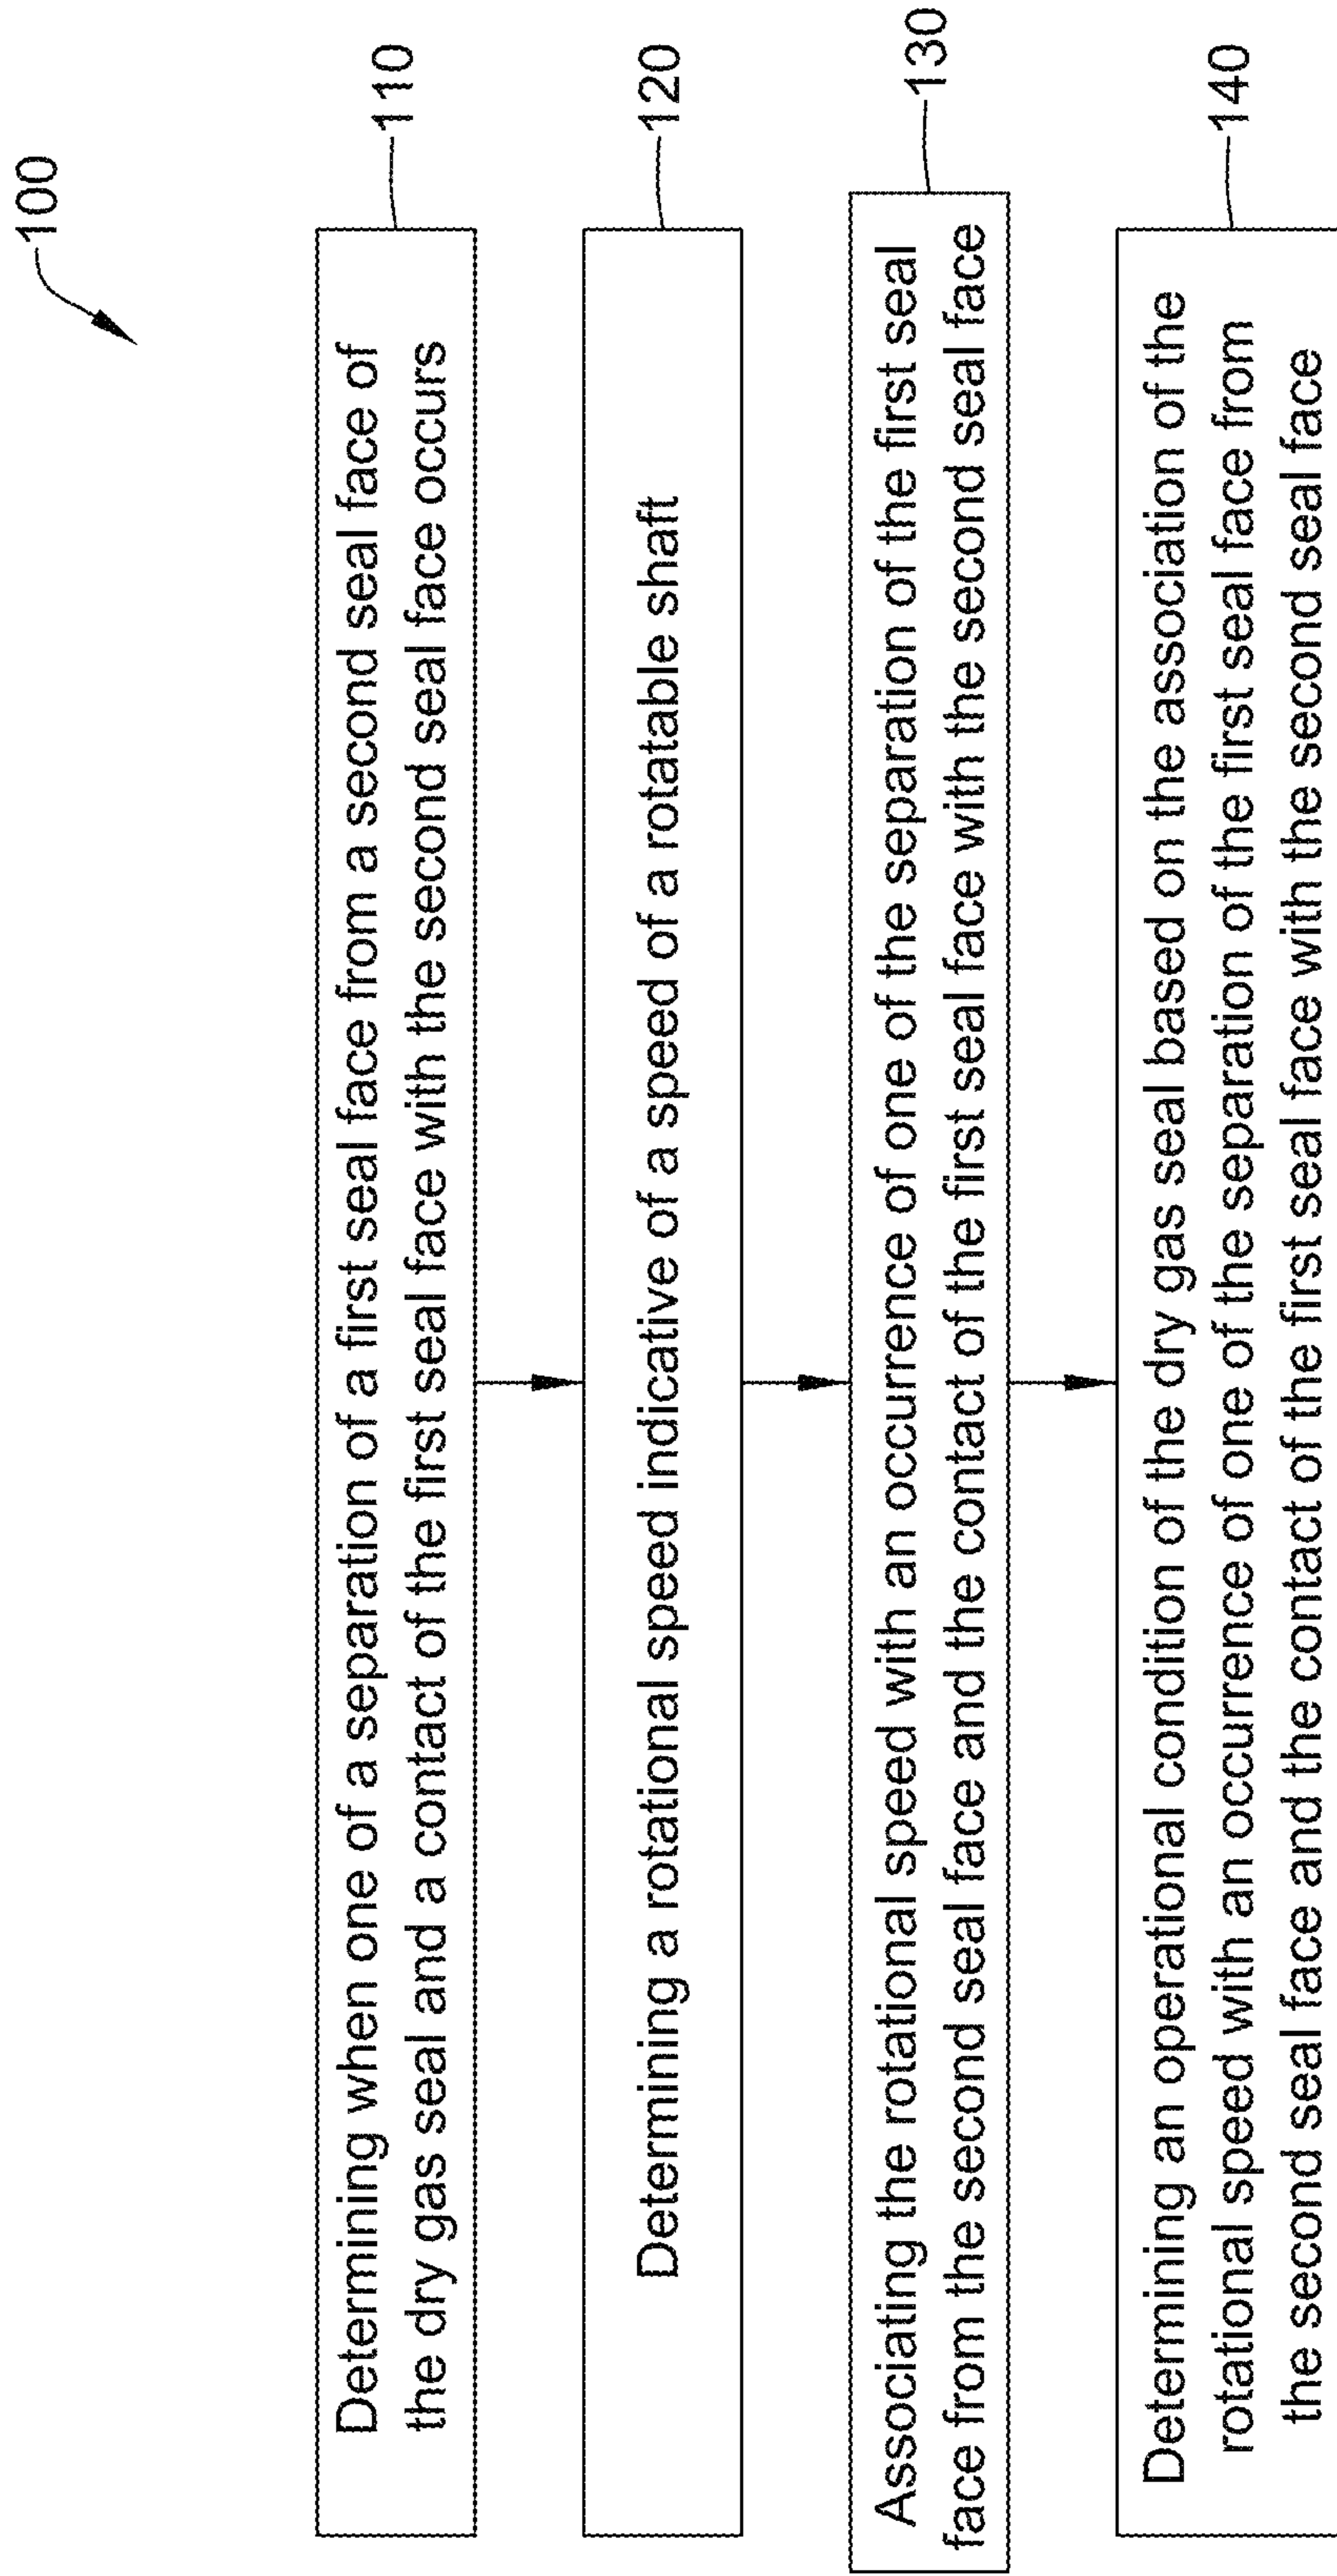 100
Determining when one of a separation of a first seal face from a second seal face of
the dry gas seal and a contact of the first seal face with the second seal face occurs
110
Determining a rotational speed indicative of a speed of a rotatable shaft
120
Associating the rotational speed with an occurrence of one of the separation of the first seal
face from the second seal face and the contact of the first seal face with the second seal face
130
Determining an operational condition of the dry gas seal based on the association of the
rotational speed with an occurrence of one of the separation of the first seal face from
the second seal face and the contact of the first seal face with the second seal face
140